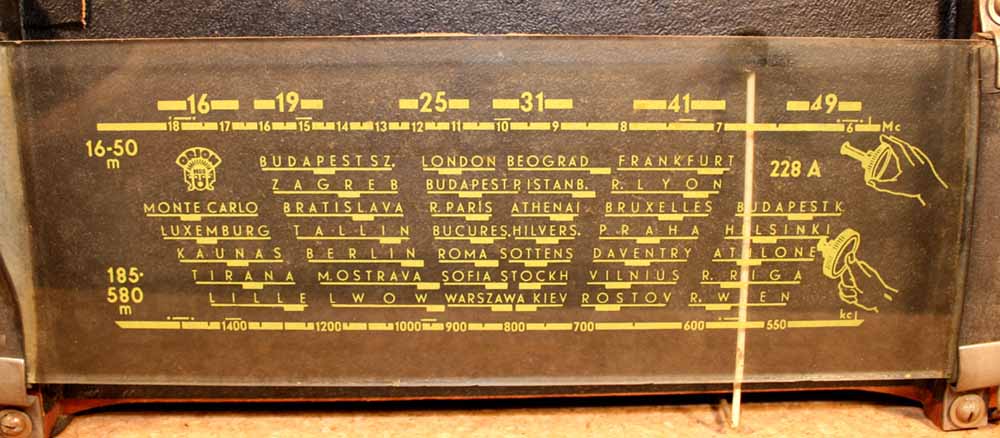 16 19 25 31 41 49
18 17 16 15 14 13 12 11 10 9 8 7 6 Mc
16-50 m
ORION
228 A
BUDAPEST SZ. LONDON BEOGRAD FRANKFURT
ZAGREB BUDAPEST R. ISTANB. R. LYON
MONTE CARLO BRATISLAVA R. PARÍS ATHENAI BRUXELLES BUDAPEST K
LUXEMBURG TALLIN BUCURES. HILVERS. PRAHA HELSINKI
KAUNAS BERLIN ROMA SOTTENS DAVENTRY ATHLONE
185-580 m
TIRANA M.OSTRAVA SOFIA STOCKH VILNIUS R. RIGA
LILLE LWOW WARSZAWA KIEV ROSTOV R. WIEN
1400 1200 1000 900 800 700 600 550 kc